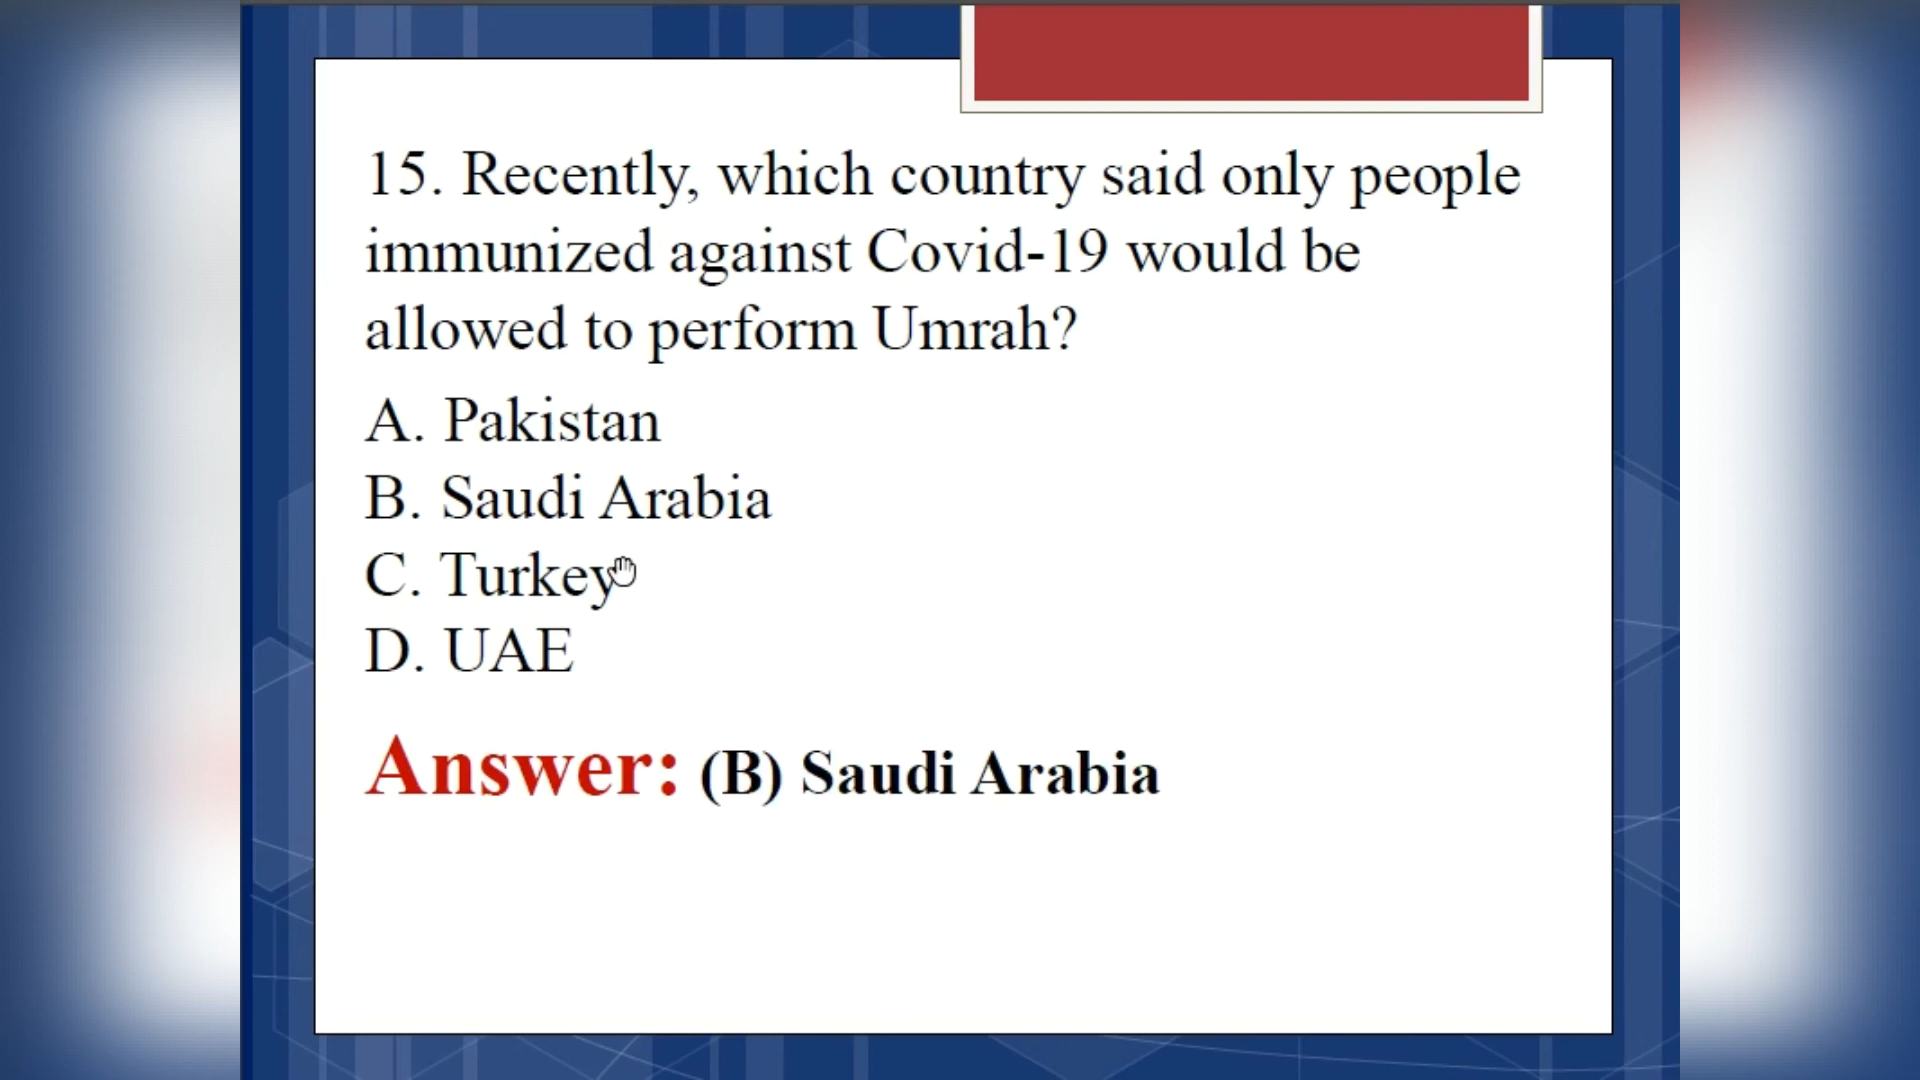 15. Recently, which country said only people
immunized against Covid-19 would be
allowed to perform Umrah?
A. Pakistan
B. Saudi Arabia
C. Turkey
D. UAE
Answer: (B) Saudi Arabia